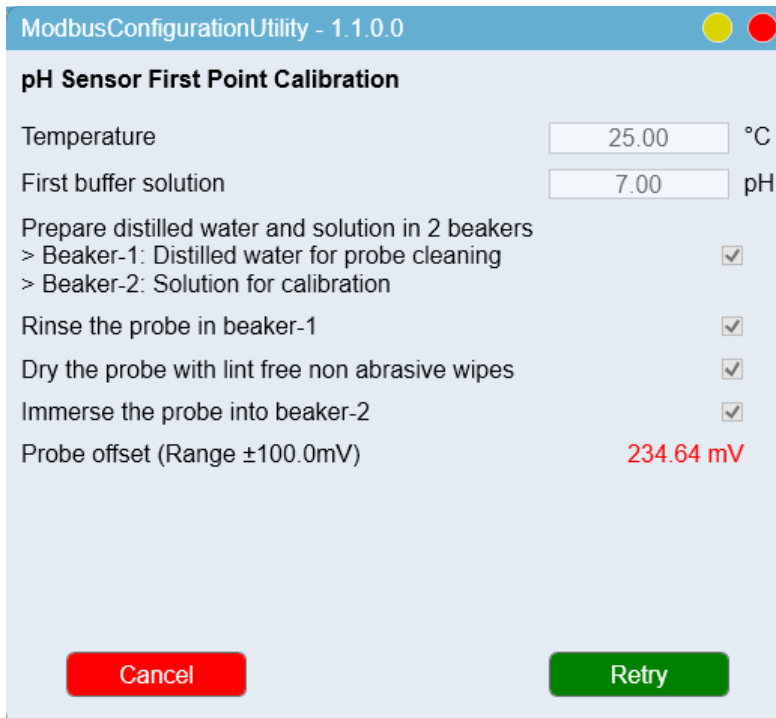 ModbusConfigurationUtility - 1.1.0.0
pH Sensor First Point Calibration
Temperature 25.00 °C
First buffer solution 7.00 pH
Prepare distilled water and solution in 2 beakers
> Beaker-1: Distilled water for probe cleaning
> Beaker-2: Solution for calibration
Rinse the probe in beaker-1
Dry the probe with lint free non abrasive wipes
Immerse the probe into beaker-2
Probe offset (Range ±100.0mV) 234.64 mV
Cancel Retry